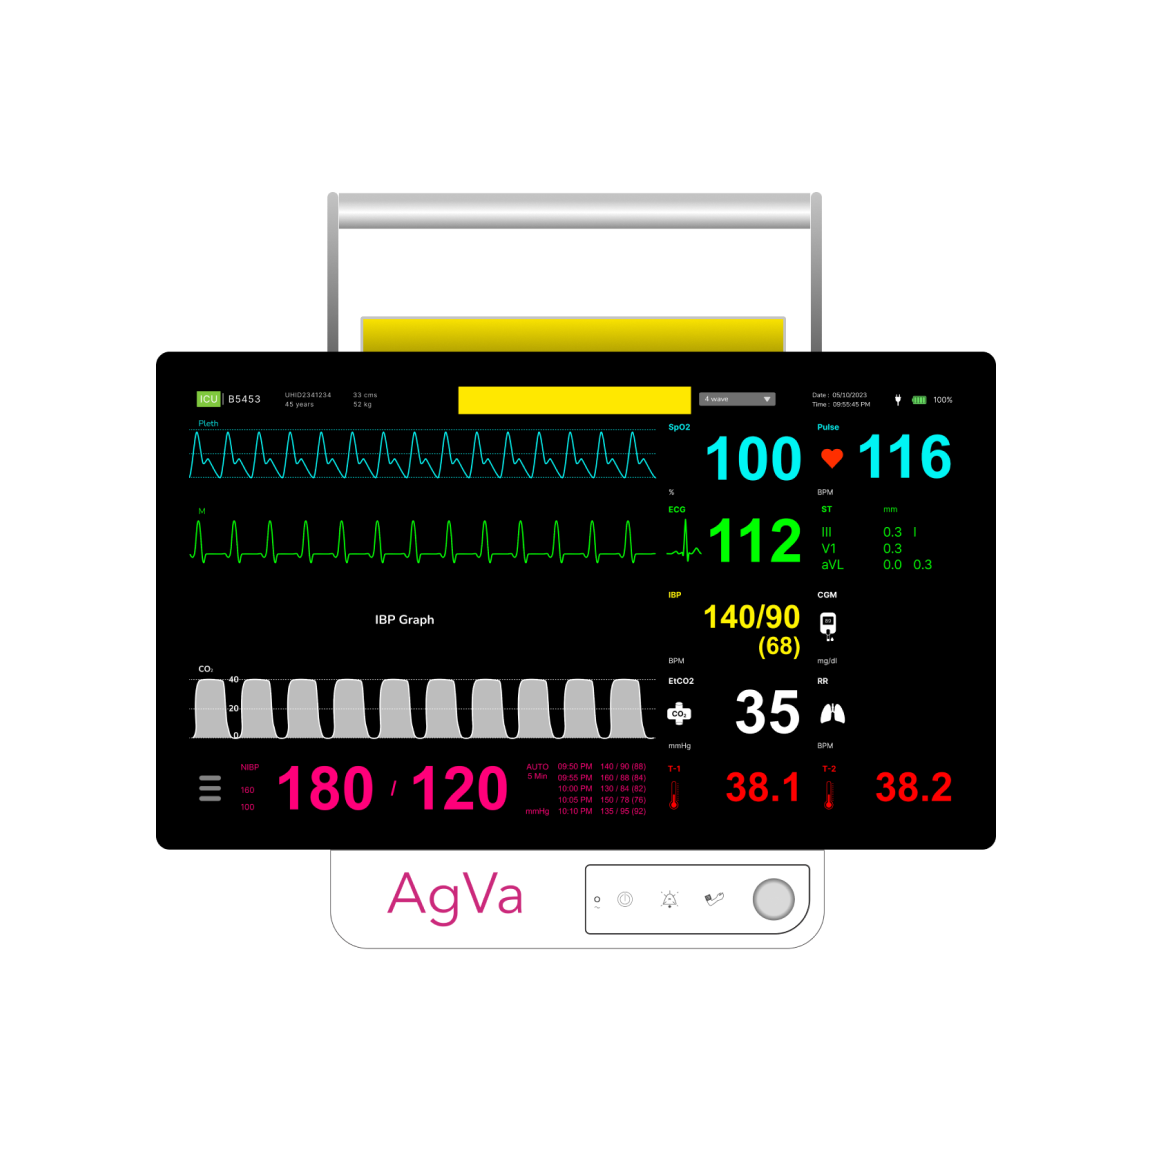 ICU B5453
UHID2341234
45 years
33 cms
52 kg
4 wave
Date : 05/10/2023
Time : 09:55:45 PM
100%
Pleth
SpO2
100
%
Pulse
116
BPM
M
ECG
112
ST mm
III 0.3 I
V1 0.3
aVL 0.0 0.3
IBP Graph
IBP
140/90
(68)
BPM
CGM
mg/dl
CO₂
40
20
0
EtCO2
CO₂
35
mmHg
RR
BPM
NIBP
160
100
180 / 120
AUTO
5 Min
mmHg
09:50 PM 140 / 90 (88)
09:55 PM 160 / 88 (84)
10:00 PM 130 / 84 (82)
10:05 PM 150 / 78 (76)
10:10 PM 135 / 95 (92)
T-1
38.1
T-2
38.2
AgVa